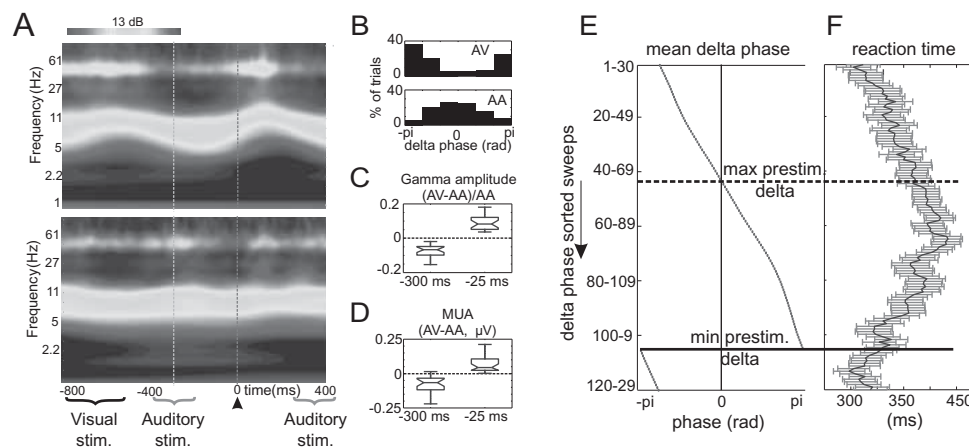 A
13 dB
Frequency(Hz)
61
27
11
5
2.2
1
Frequency(Hz)
61
27
11
5
2.2
-800
-400
0
time(ms)
400
Visual stim.
Auditory stim.
Auditory stim.
B
% of trials
40
20
0
AV
40
20
0
AA
-pi
0
pi
delta phase (rad)
C
Gamma amplitude
(AV-AA)/AA
0.2
0
-0.2
-300 ms
-25 ms
D
MUA
(AV-AA, µV)
0.25
0
-0.25
-300 ms
-25 ms
E
mean delta phase
delta phase sorted sweeps
1-30
20-49
40-69
60-89
80-109
100-9
120-29
max prestim.
delta
min prestim.
delta
-pi
0
pi
phase (rad)
F
reaction time
300
350
450
(ms)